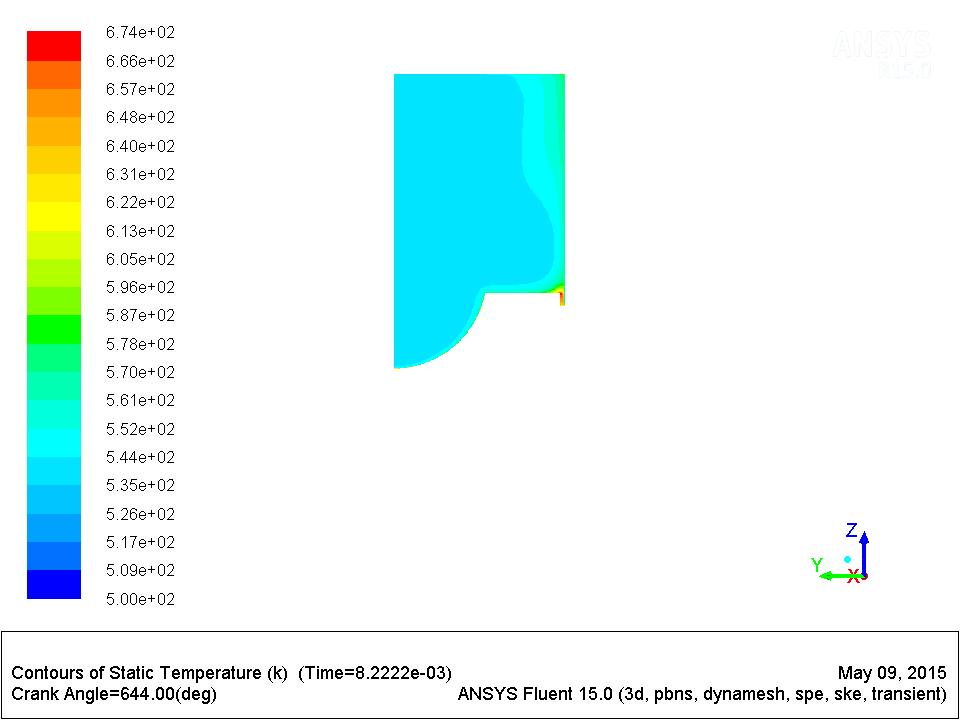 6.74e+02
6.66e+02
6.57e+02
6.48e+02
6.40e+02
6.31e+02
6.22e+02
6.13e+02
6.05e+02
5.96e+02
5.87e+02
5.78e+02
5.70e+02
5.61e+02
5.52e+02
5.44e+02
5.35e+02
5.26e+02
5.17e+02
5.09e+02
5.00e+02
ANSYS
R15.0
Z
Y
X
Contours of Static Temperature (k) (Time=8.2222e-03)
Crank Angle=644.00(deg)
May 09, 2015
ANSYS Fluent 15.0 (3d, pbns, dynamesh, spe, ske, transient)